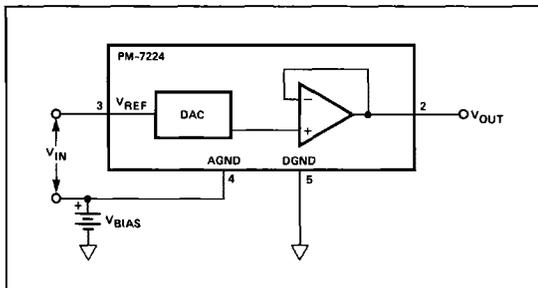 PM-7224
3
VREF
DAC
−
+
2
VOUT
VIN
AGND
DGND
4
5
+
VBIAS